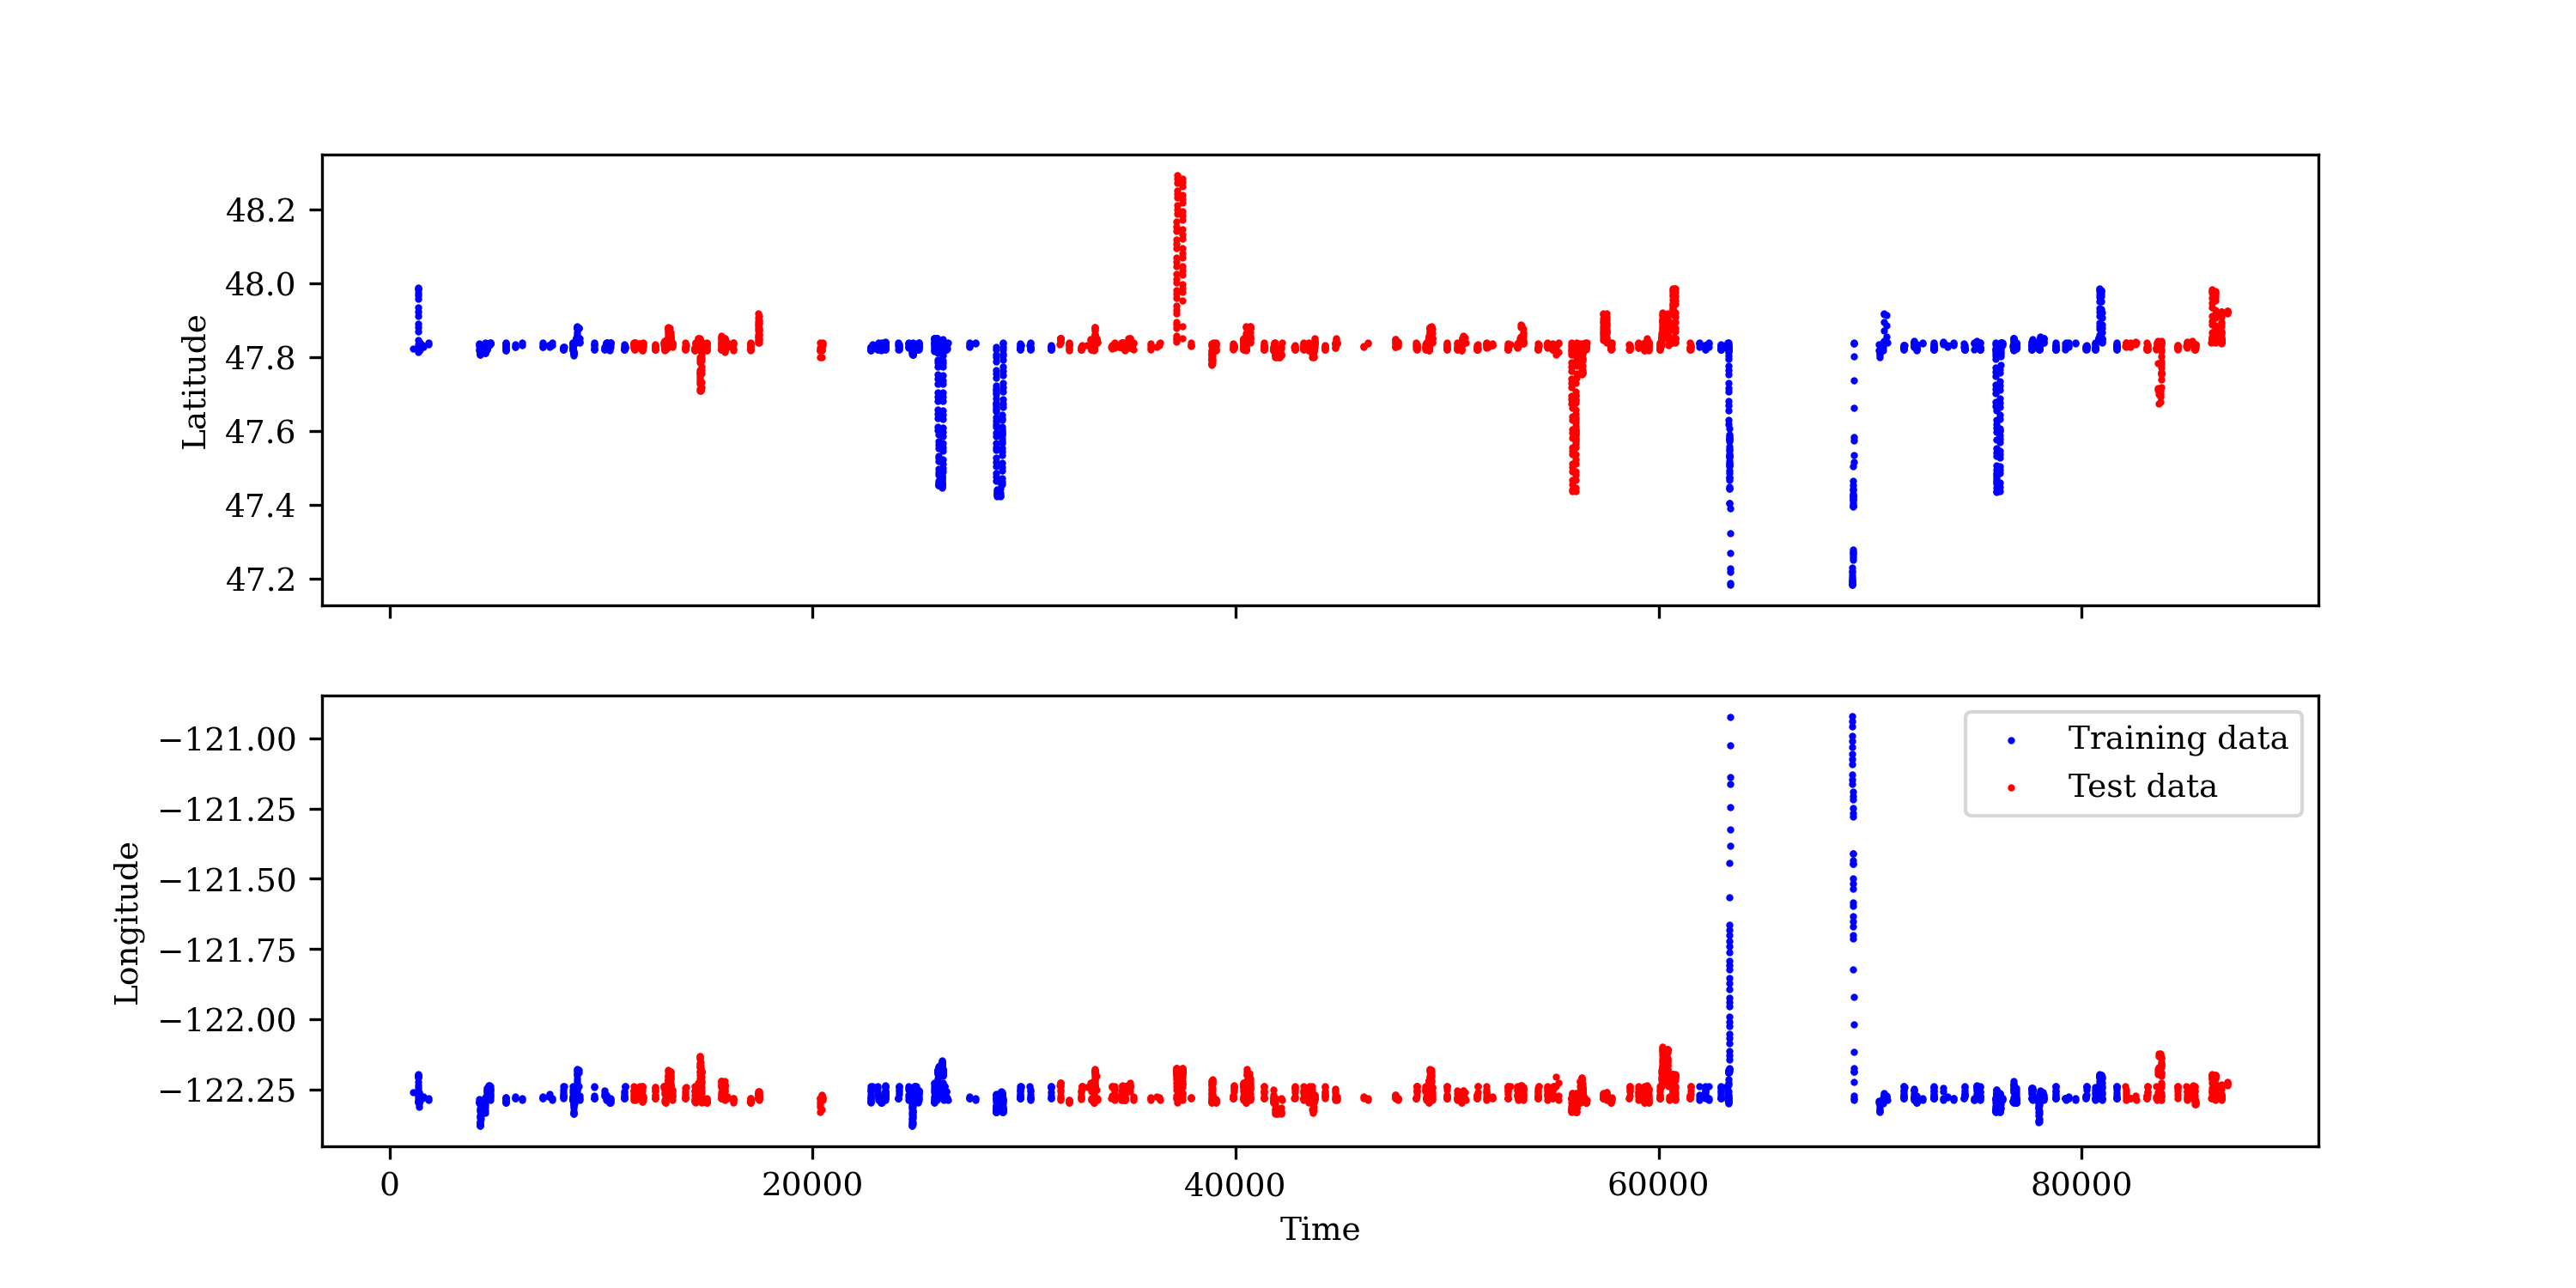 48.2
48.0
47.8
47.6
47.4
47.2
Latitude
−121.00
−121.25
−121.50
−121.75
−122.00
−122.25
Longitude
Training data
Test data
0 20000 40000 60000 80000
Time